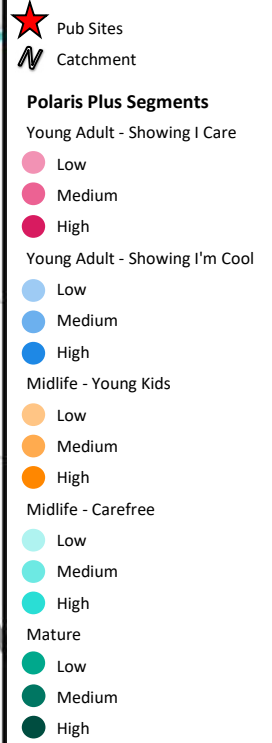 Pub Sites
Catchment
Polaris Plus Segments
Young Adult - Showing I Care
Low
Medium
High
Young Adult - Showing I'm Cool
Low
Medium
High
Midlife - Young Kids
Low
Medium
High
Midlife - Carefree
Low
Medium
High
Mature
Low
Medium
High